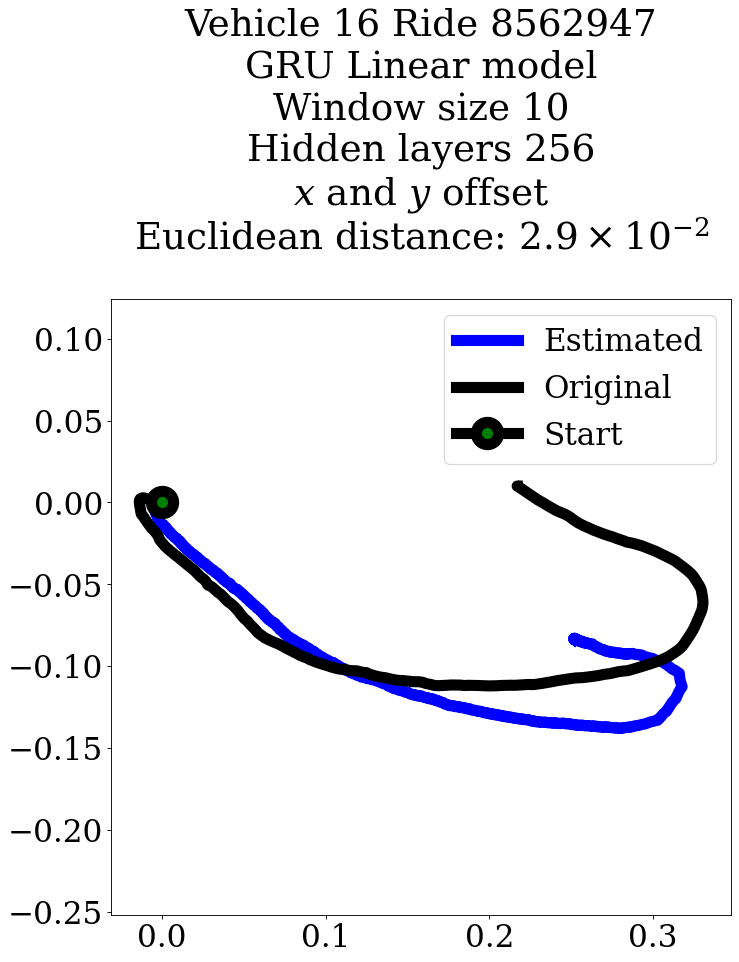 Vehicle 16 Ride 8562947
GRU Linear model
Window size 10
Hidden layers 256
x and y offset
Euclidean distance: 2.9 × 10⁻²
Estimated
Original
Start
0.10
0.05
0.00
−0.05
−0.10
−0.15
−0.20
−0.25
0.0 0.1 0.2 0.3